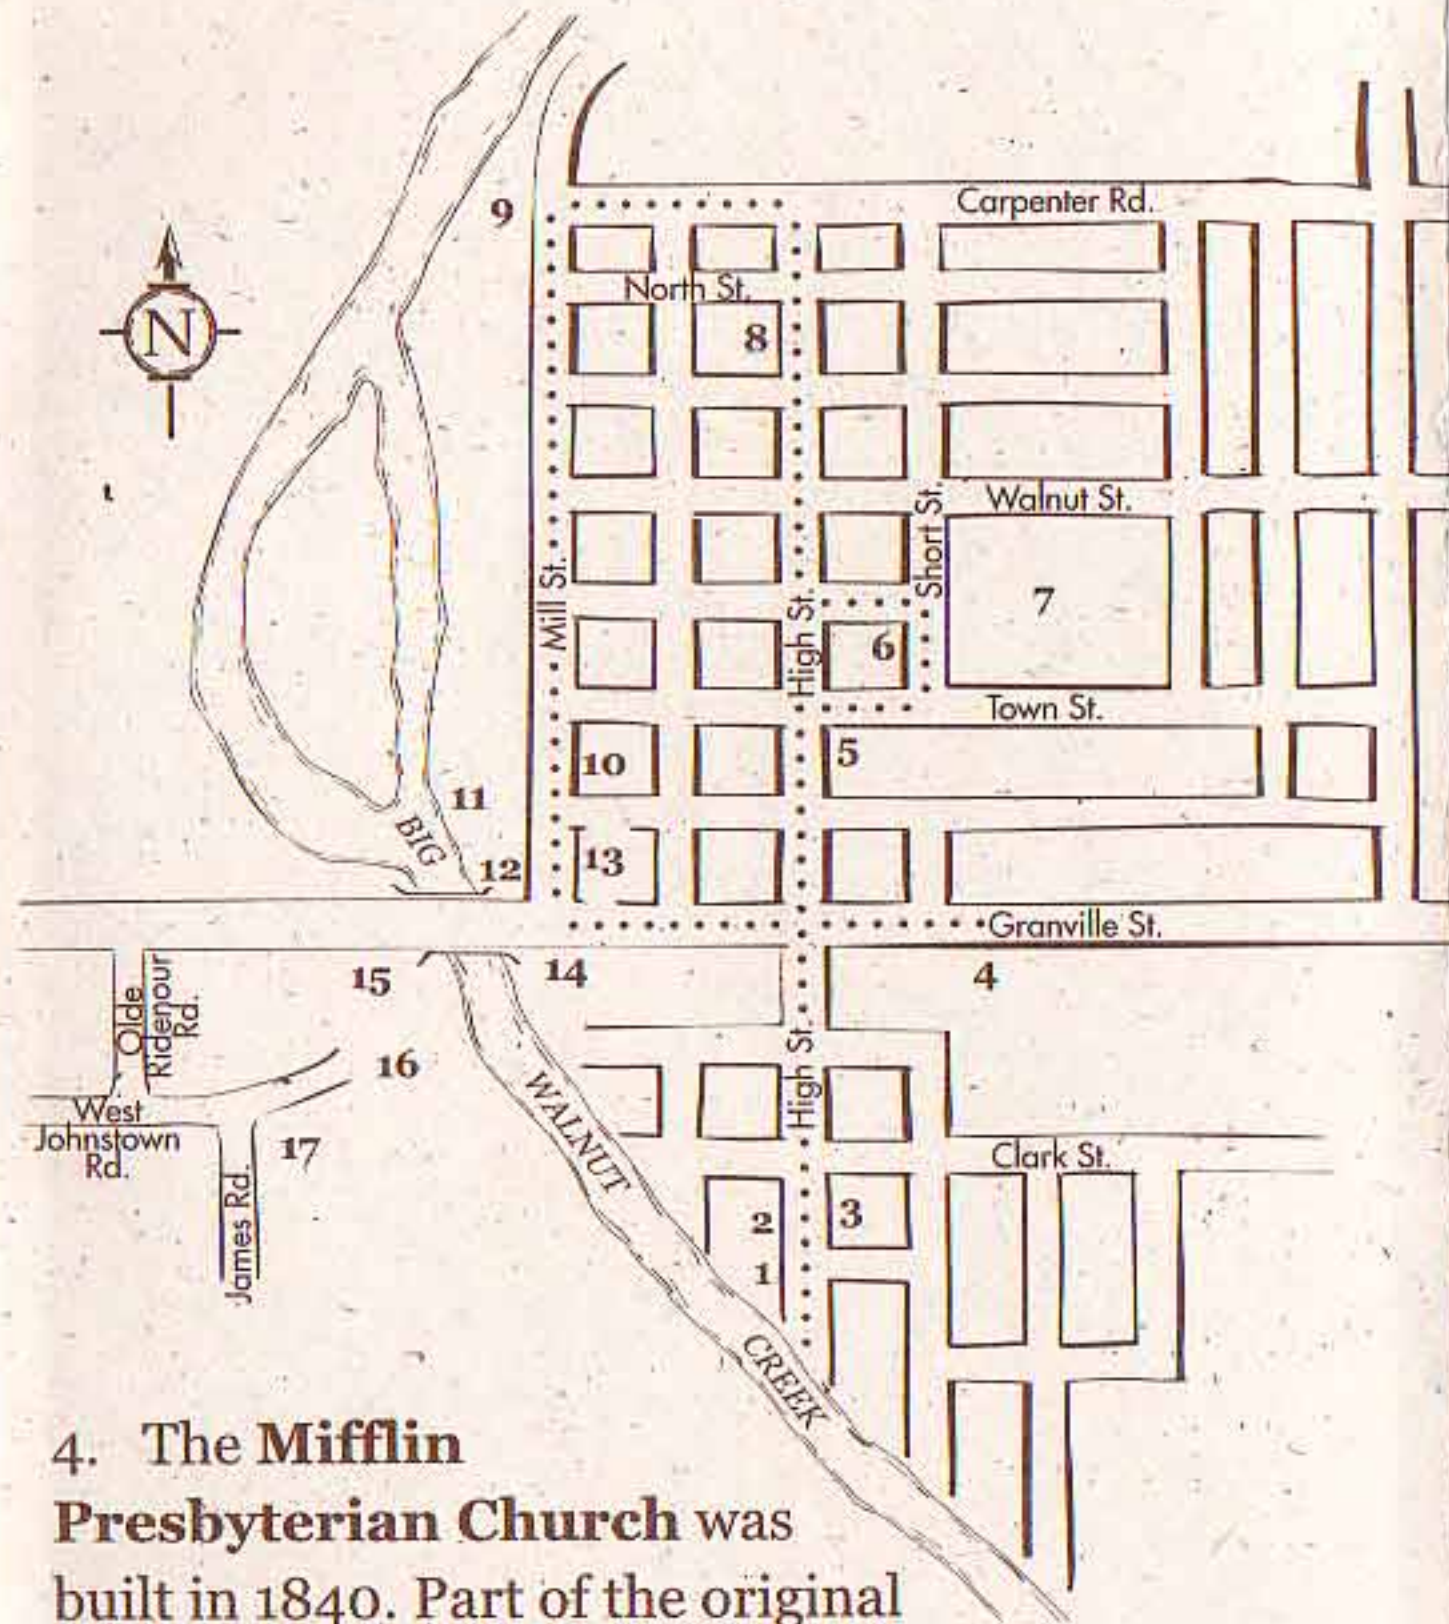 9
Carpenter Rd.
North St.
N
8
Walnut St.
Short St.
Mill St.
High St.
7
6
Town St.
10
5
11
BIG
12
13
Granville St.
15
14
4
Olde
Ridenour
Rd.
High St.
16
West
Johnstown
Rd.
17
WALNUT
Clark St.
James Rd.
2
3
1
CREEK
4. The Mifflin
Presbyterian Church was
built in 1840. Part of the original